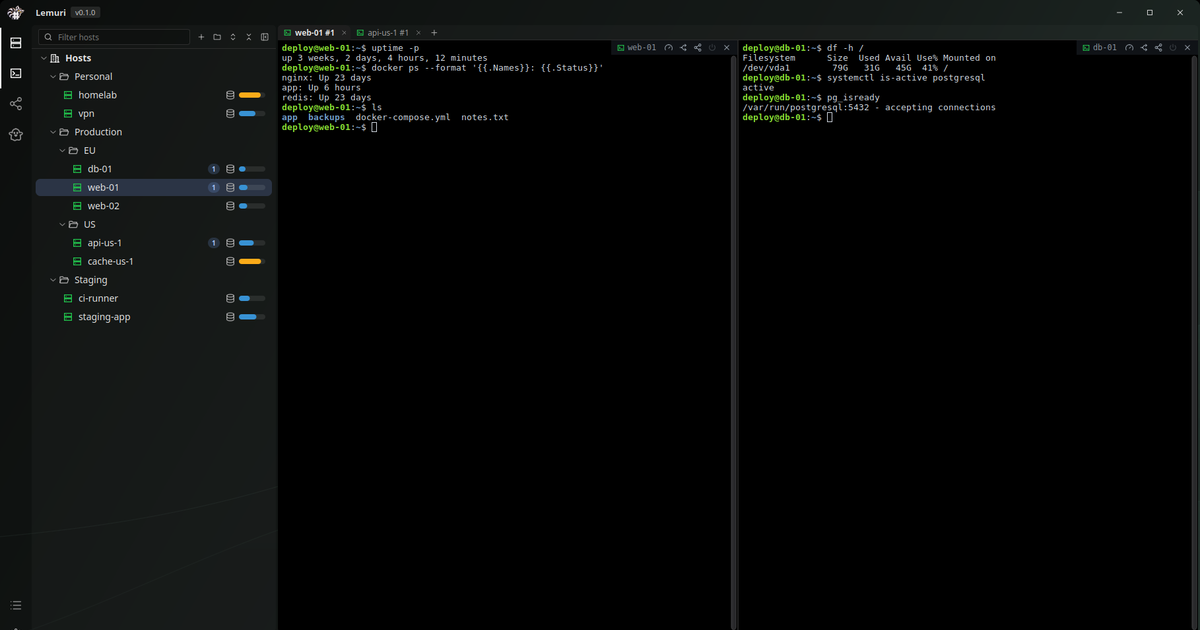 Lemuri v0.1.0
Filter hosts
Hosts
Personal
homelab
vpn
Production
EU
db-01 1
web-01 1
web-02
US
api-us-1 1
cache-us-1
Staging
ci-runner
staging-app
web-01 #1
api-us-1 #1
web-01
deploy@web-01:~$ uptime -p
up 3 weeks, 2 days, 4 hours, 12 minutes
deploy@web-01:~$ docker ps --format '{{.Names}}: {{.Status}}'
nginx: Up 23 days
app: Up 6 hours
redis: Up 23 days
deploy@web-01:~$ ls
app backups docker-compose.yml notes.txt
deploy@web-01:~$
db-01
deploy@db-01:~$ df -h /
Filesystem Size Used Avail Use% Mounted on
/dev/vda1 79G 31G 45G 41% /
deploy@db-01:~$ systemctl is-active postgresql
active
deploy@db-01:~$ pg_isready
/var/run/postgresql:5432 - accepting connections
deploy@db-01:~$